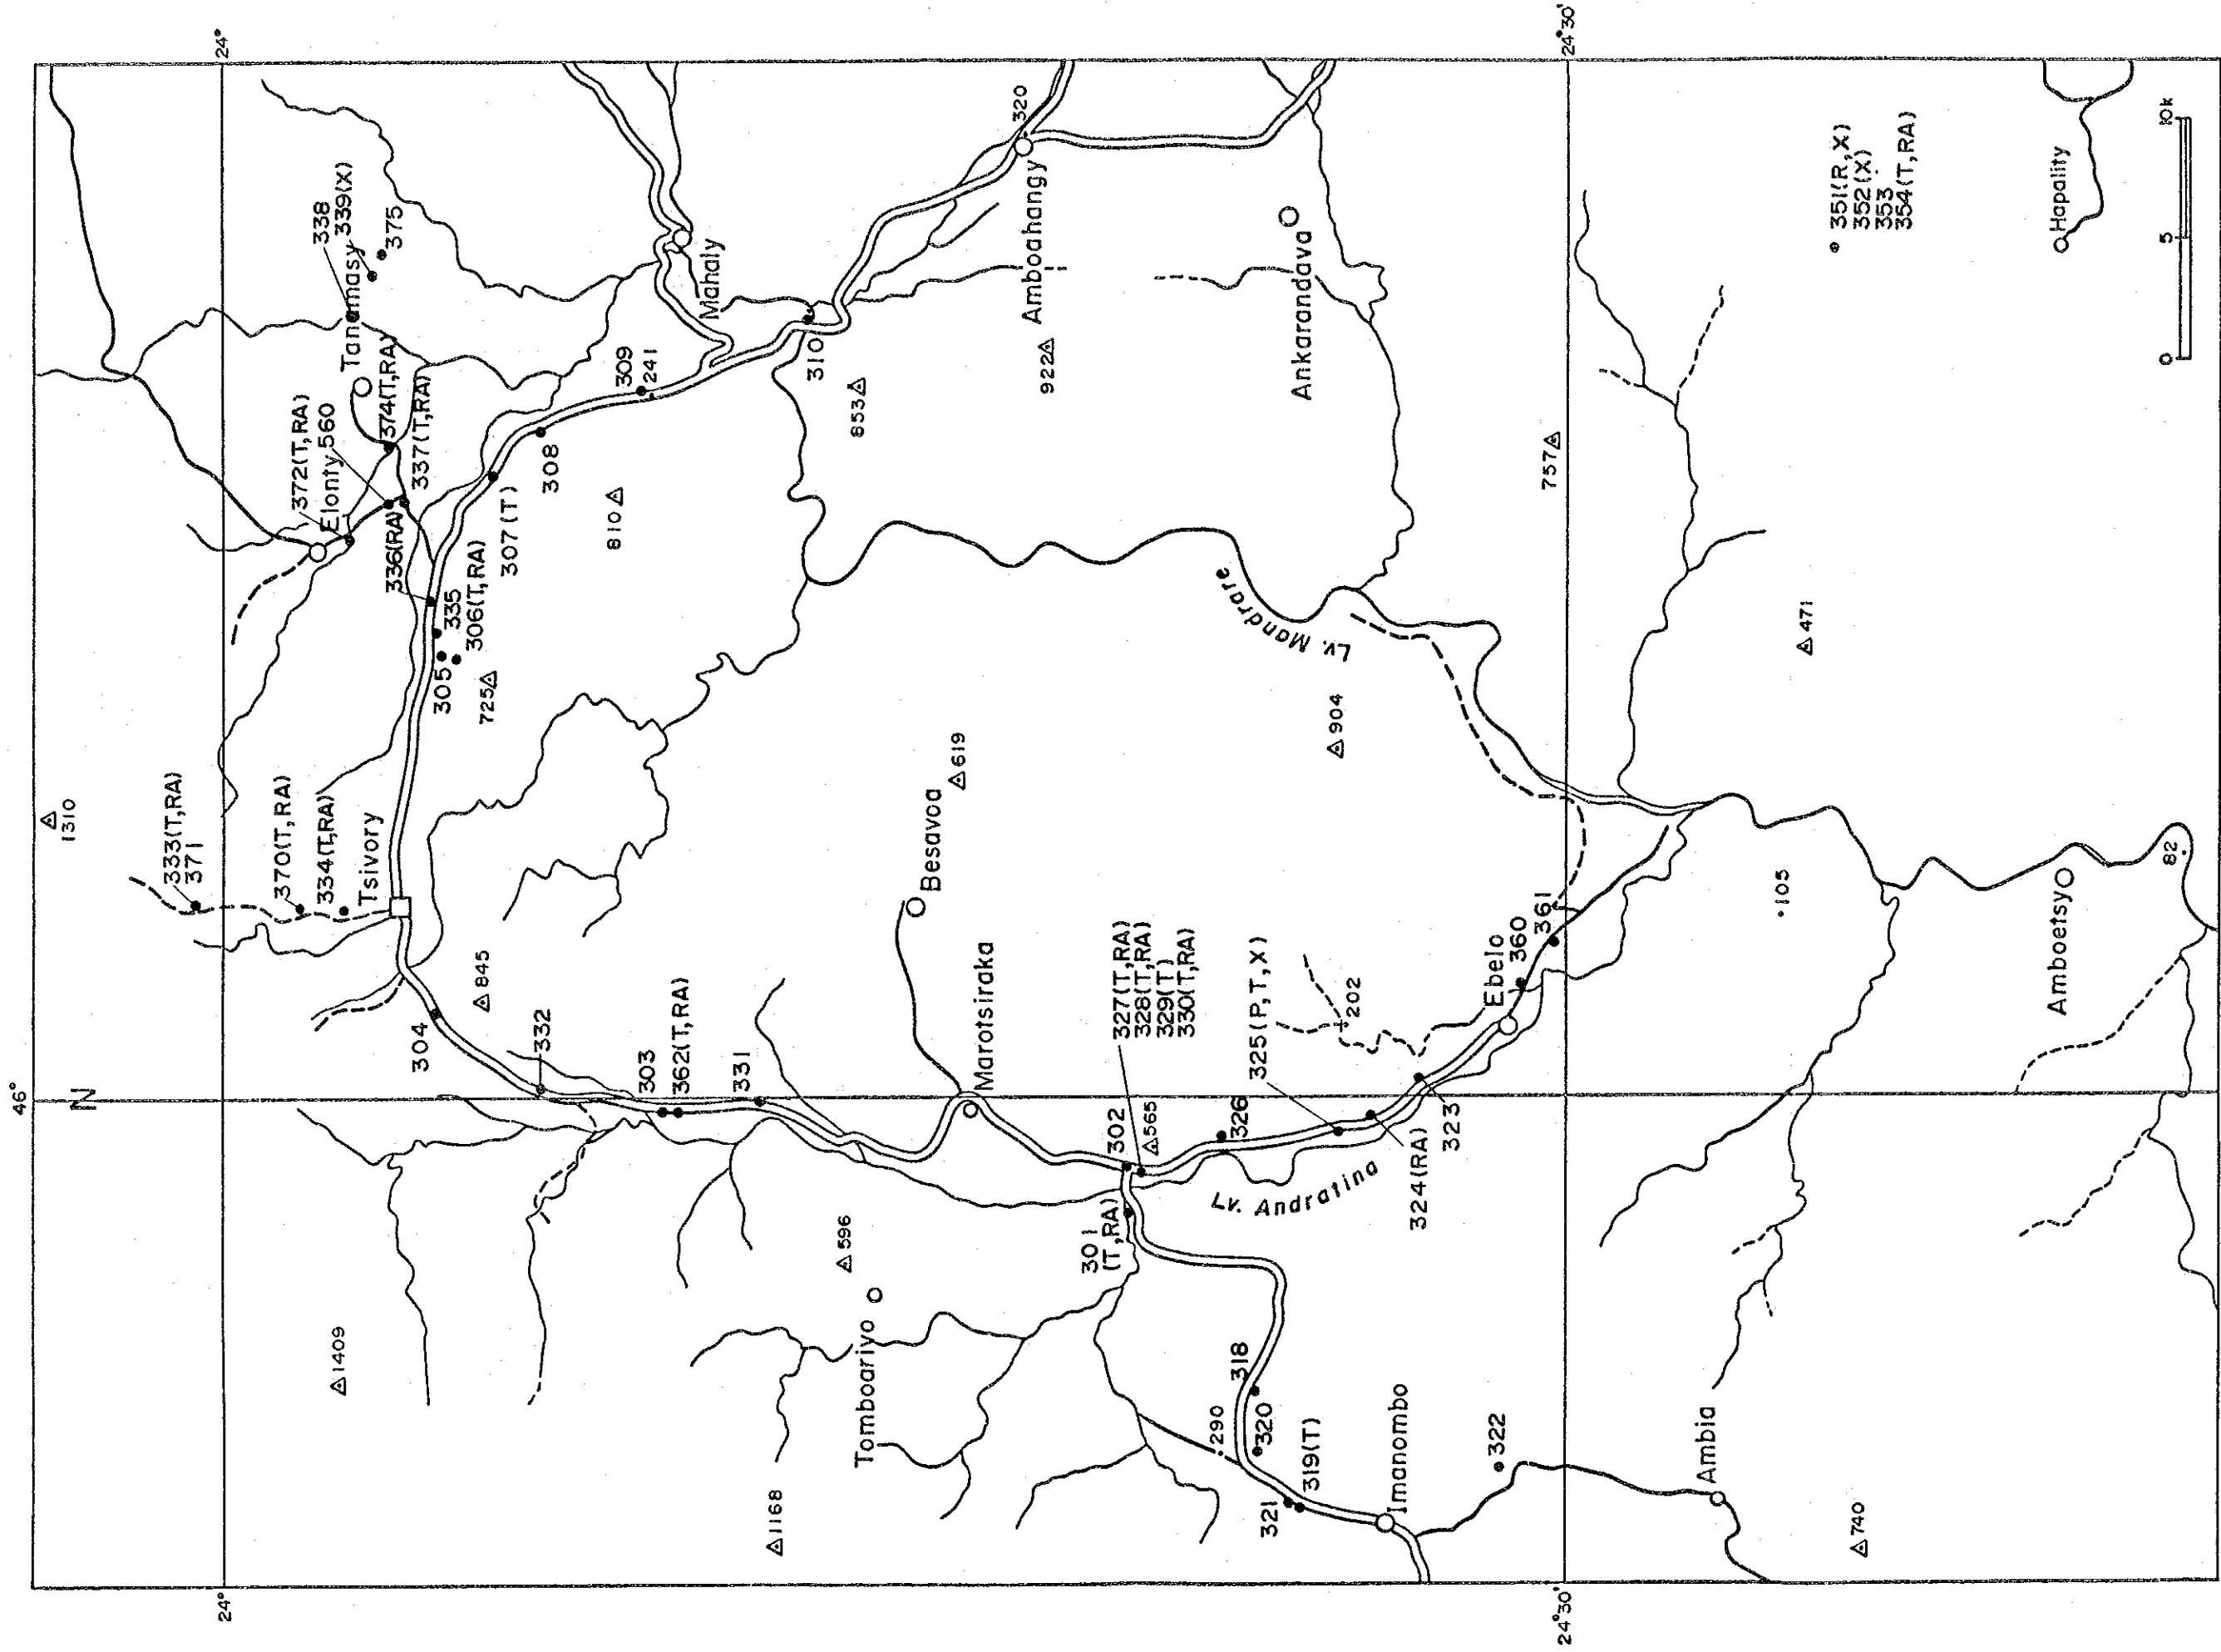 46°
N
24°
24°
24°30'
24°30'
1310
333(T,RA)
371
370(T,RA)
334(T,RA)
Tsivory
304
845
332
303
362(T,RA)
331
1409
1168
596
Tomboarivo
Besavoa
619
Marotsiraka
372(T,RA)
Elonty
560
338
Tanamasy
339(X)
375
374(T,RA)
337(T,RA)
336(RA)
335
306(T,RA)
305
725
307(T)
308
810
309
241
Mahaly
310
853
320
Amboahangy
922
Ankarandava
Lv. Mandrare
904
757
471
301
(T,RA)
302
565
327(T,RA)
328(T,RA)
329(T)
330(T,RA)
326
325(P,T,X)
Lv. Andratina
324(RA)
323
202
Ebelo
360
361
318
290
320
321
319(T)
Imanombo
322
Ambia
740
105
Amboetsy
82
351(R,X)
352(X)
353
354(T,RA)
Hapality
0
5
10k